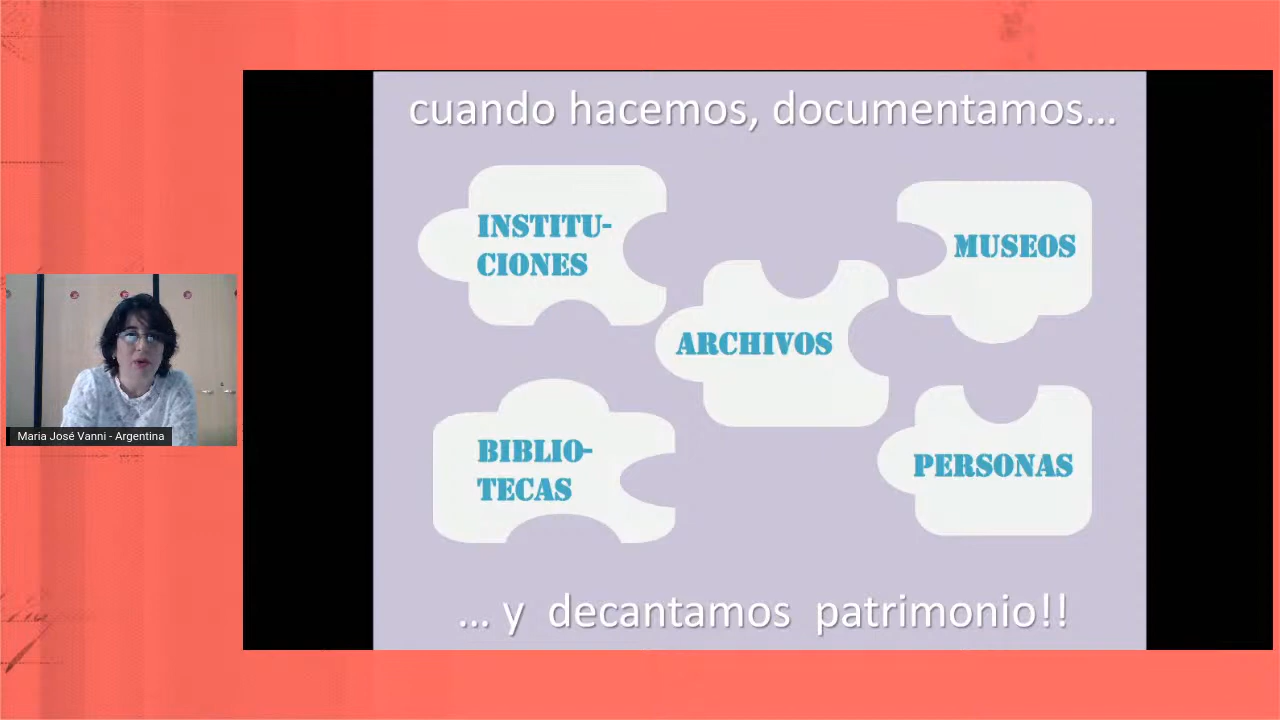 cuando hacemos, documentamos...
INSTITU-
CIONES
MUSEOS
ARCHIVOS
BIBLIO-
TECAS
PERSONAS
... y decantamos patrimonio!!
Maria José Vanni - Argentina